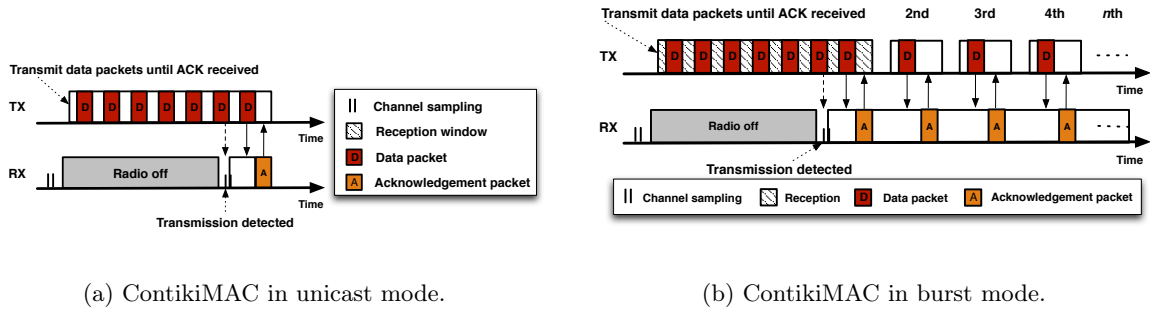 Transmit data packets until ACK received
TX
D D D D D D D
Time
RX
Radio off
A
Time
Transmission detected
Channel sampling
Reception window
D Data packet
A Acknowledgement packet
(a) ContikiMAC in unicast mode.
Transmit data packets until ACK received
2nd 3rd 4th nth
TX
D D D D D D D D D D
Time
RX
Radio off
A A A A
Time
Transmission detected
Channel sampling Reception D Data packet A Acknowledgement packet
(b) ContikiMAC in burst mode.